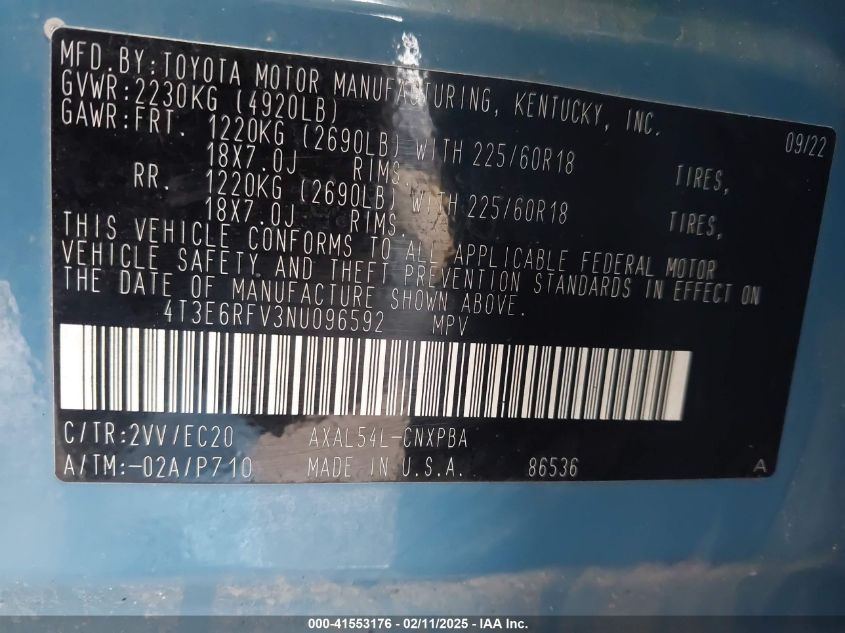 MFD. BY: TOYOTA MOTOR MANUFACTURING, KENTUCKY, INC.
GVWR: 2230KG (4920LB) 09/22
GAWR: FRT. 1220KG (2690LB) WITH 225/60R18 TIRES,
18X7.0J RIMS.
RR. 1220KG (2690LB) WITH 225/60R18 TIRES,
18X7.0J RIMS.
THIS VEHICLE CONFORMS TO ALL APPLICABLE FEDERAL MOTOR
VEHICLE SAFETY AND THEFT PREVENTION STANDARDS IN EFFECT ON
THE DATE OF MANUFACTURE SHOWN ABOVE.
4T3E6RFV3NU096592 MPV
C/TR:2VV/EC20 AXAL54L-CNXPBA
A/TM:-02A/P710 MADE IN U.S.A. 86536 A
000-41553176 - 02/11/2025 - IAA Inc.